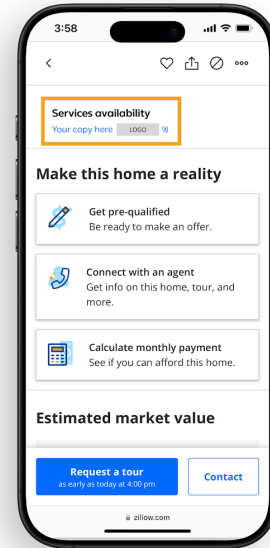 3:58
Services availability
Your copy here LOGO
Make this home a reality
Get pre-qualified
Be ready to make an offer.
Connect with an agent
Get info on this home, tour, and
more.
Calculate monthly payment
See if you can afford this home.
Estimated market value
Request a tour
as early as today at 4:00 pm
Contact
zillow.com